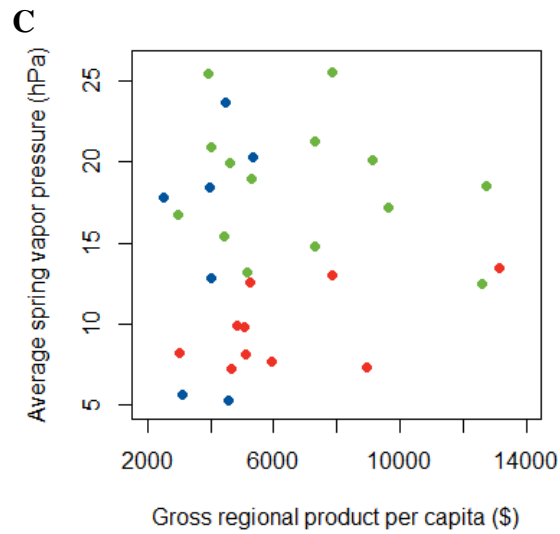 C
Average spring vapor pressure (hPa)
25
20
15
10
5
2000 6000 10000 14000
Gross regional product per capita ($)